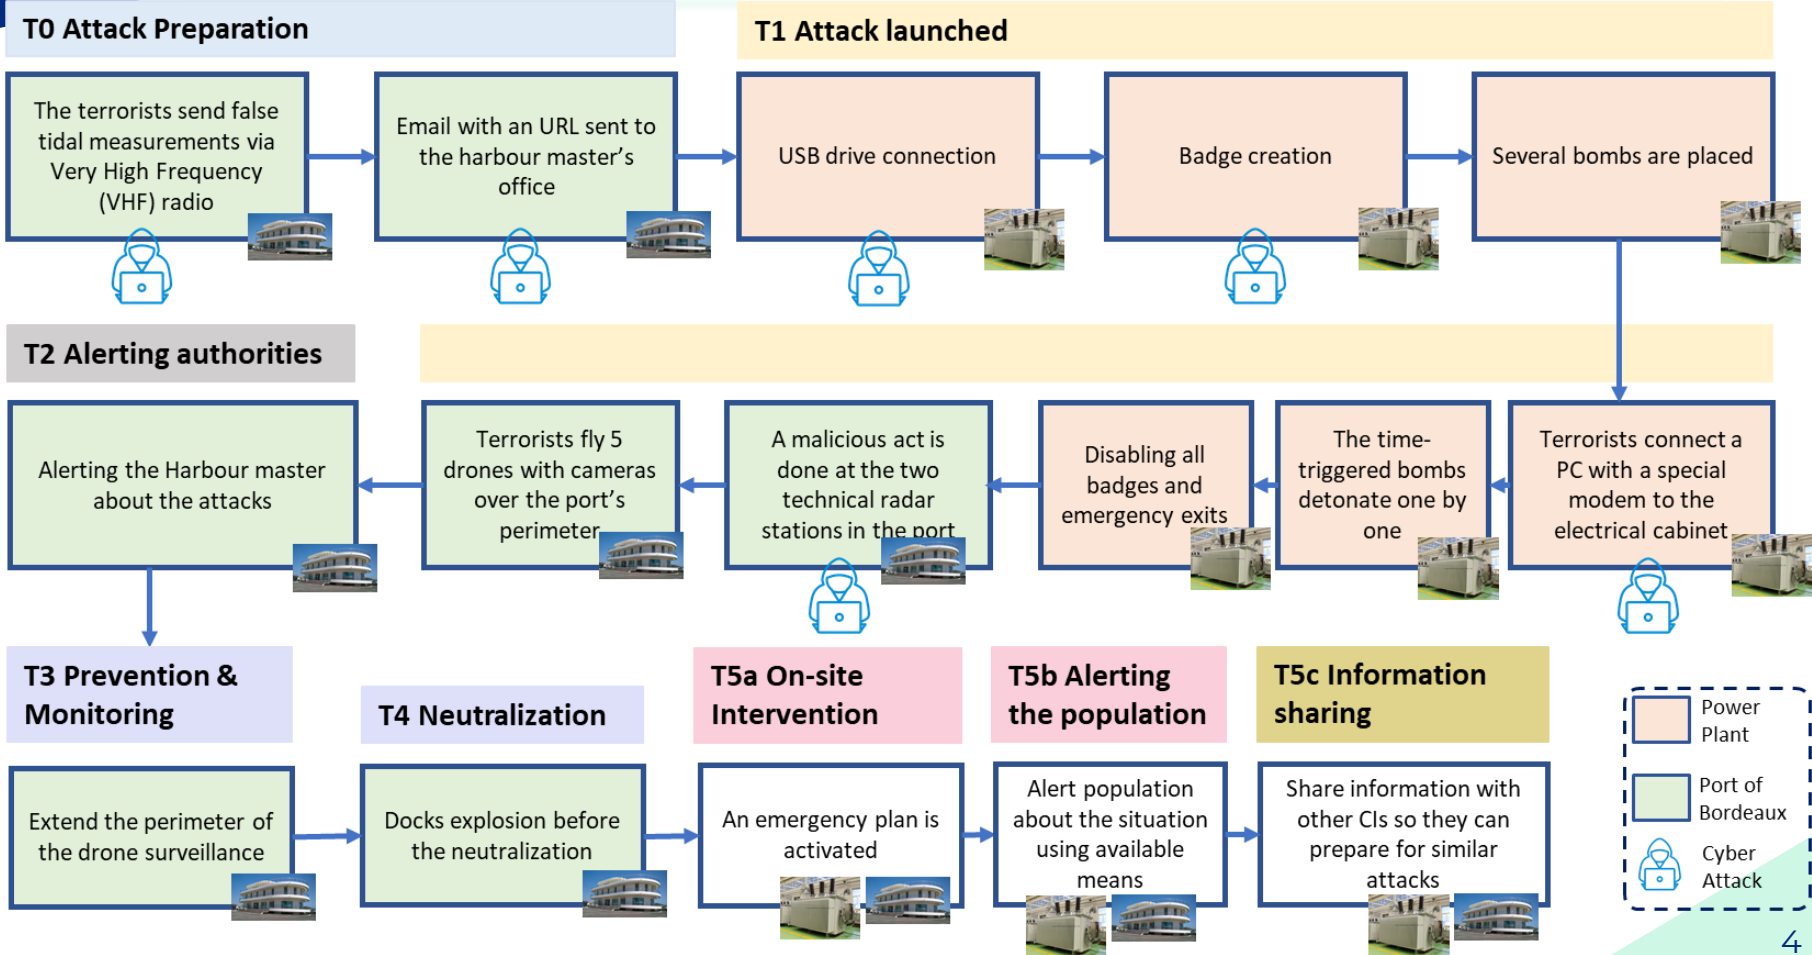 T0 Attack Preparation
T1 Attack launched
The terrorists send false
tidal measurements via
Very High Frequency
(VHF) radio
Email with an URL sent to
the harbour master’s
office
USB drive connection
Badge creation
Several bombs are placed
T2 Alerting authorities
Alerting the Harbour master
about the attacks
Terrorists fly 5
drones with cameras
over the port’s
perimeter
A malicious act is
done at the two
technical radar
stations in the port
Disabling all
badges and
emergency exits
The time-
triggered bombs
detonate one by
one
Terrorists connect a
PC with a special
modem to the
electrical cabinet
T3 Prevention &
Monitoring
T4 Neutralization
T5a On-site
Intervention
T5b Alerting
the population
T5c Information
sharing
Extend the perimeter of
the drone surveillance
Docks explosion before
the neutralization
An emergency plan is
activated
Alert population
about the situation
using available
means
Share information with
other CIs so they can
prepare for similar
attacks
Power
Plant
Port of
Bordeaux
Cyber
Attack
4